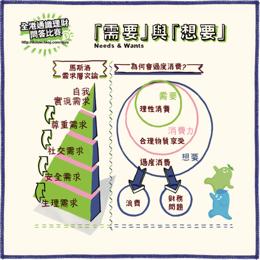 全港通識理財
問答比賽
「需要」與「想要」
Needs & Wants
馬斯洛
需求層次論
自我
實現需求
尊重需求
社交需求
安全需求
生理需求
為何會過度消費?
需要
理性消費
消費力
合理物質享受
想要
過度消費
浪費
財務
問題